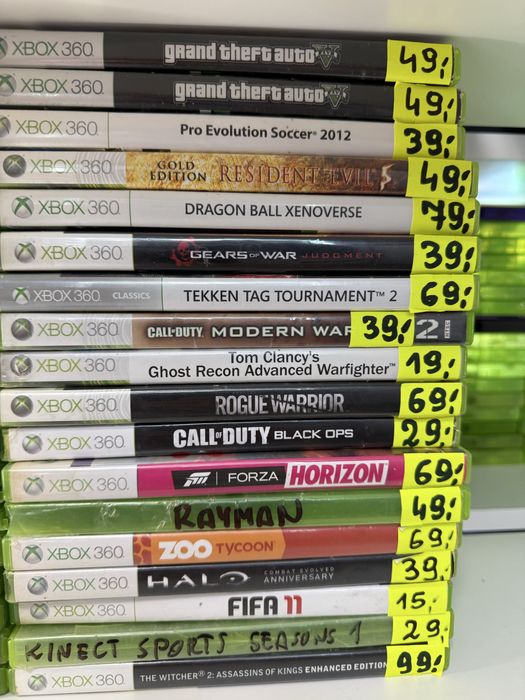 XBOX 360 grand theft auto V 49,-
XBOX 360 grand theft auto V 49,-
XBOX 360 Pro Evolution Soccer® 2012 39,-
XBOX 360 GOLD EDITION RESIDENT EVIL 5 49,-
XBOX 360 DRAGON BALL XENOVERSE 79,-
XBOX 360 GEARS OF WAR JUDGMENT 39,-
XBOX 360 CLASSICS TEKKEN TAG TOURNAMENT™ 2 69,-
XBOX 360 CALL OF DUTY MODERN WAR 39,- 2
XBOX 360 Tom Clancy's
Ghost Recon Advanced Warfighter™ 19,-
XBOX 360 ROGUE WARRIOR 69,-
XBOX 360 CALL OF DUTY BLACK OPS 29,-
XBOX 360 FORZA HORIZON 69,-
RAYMAN 49,-
XBOX 360 ZOO TYCOON 69,-
XBOX 360 HALO COMBAT EVOLVED ANNIVERSARY 39,-
XBOX 360 FIFA 11 15,-
KINECT SPORTS SEASONS 1 29,-
XBOX 360 THE WITCHER® 2: ASSASSINS OF KINGS ENHANCED EDITION 99,-